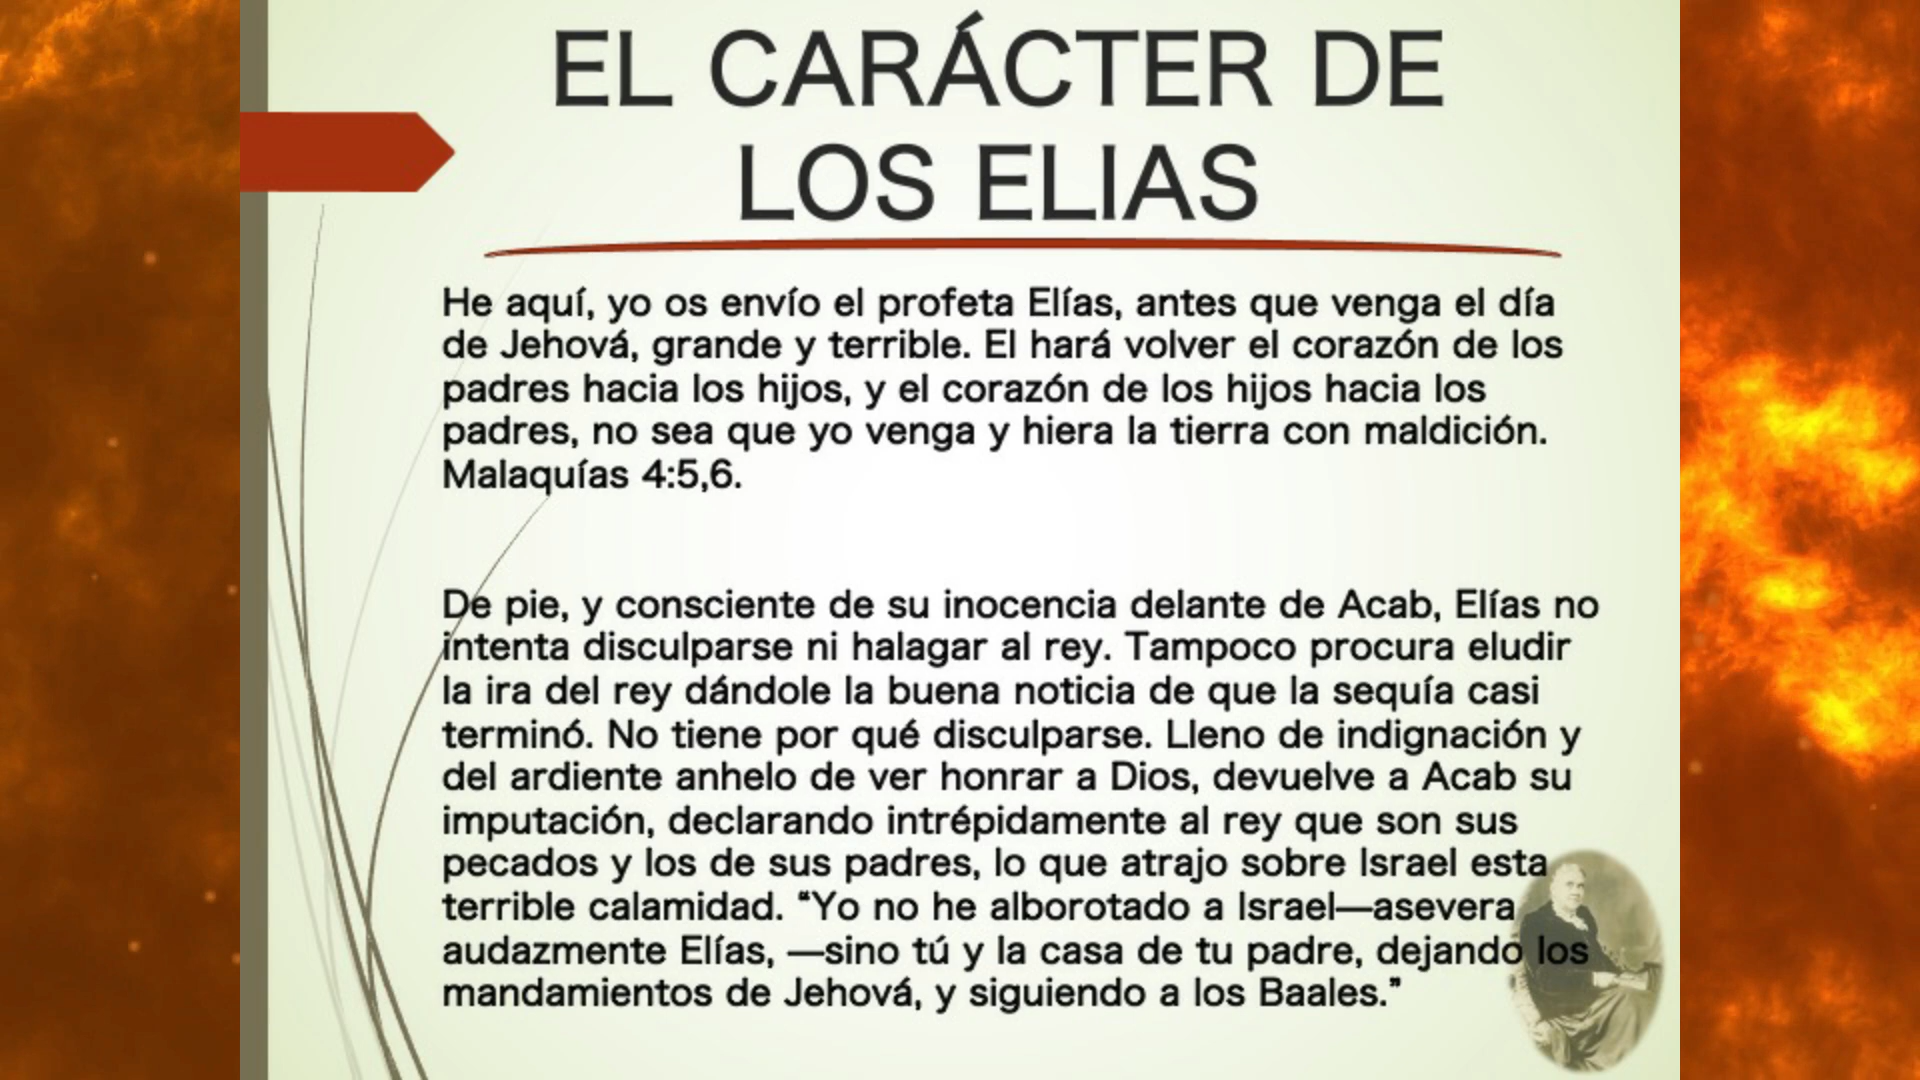 EL CARÁCTER DE
LOS ELIAS
He aquí, yo os envío el profeta Elías, antes que venga el día
de Jehová, grande y terrible. El hará volver el corazón de los
padres hacia los hijos, y el corazón de los hijos hacia los
padres, no sea que yo venga y hiera la tierra con maldición.
Malaquías 4:5,6.
De pie, y consciente de su inocencia delante de Acab, Elías no
intenta disculparse ni halagar al rey. Tampoco procura eludir
la ira del rey dándole la buena noticia de que la sequía casi
terminó. No tiene por qué disculparse. Lleno de indignación y
del ardiente anhelo de ver honrar a Dios, devuelve a Acab su
imputación, declarando intrépidamente al rey que son sus
pecados y los de sus padres, lo que atrajo sobre Israel esta
terrible calamidad. “Yo no he alborotado a Israel—asevera
audazmente Elías, —sino tú y la casa de tu padre, dejando los
mandamientos de Jehová, y siguiendo a los Baales.”